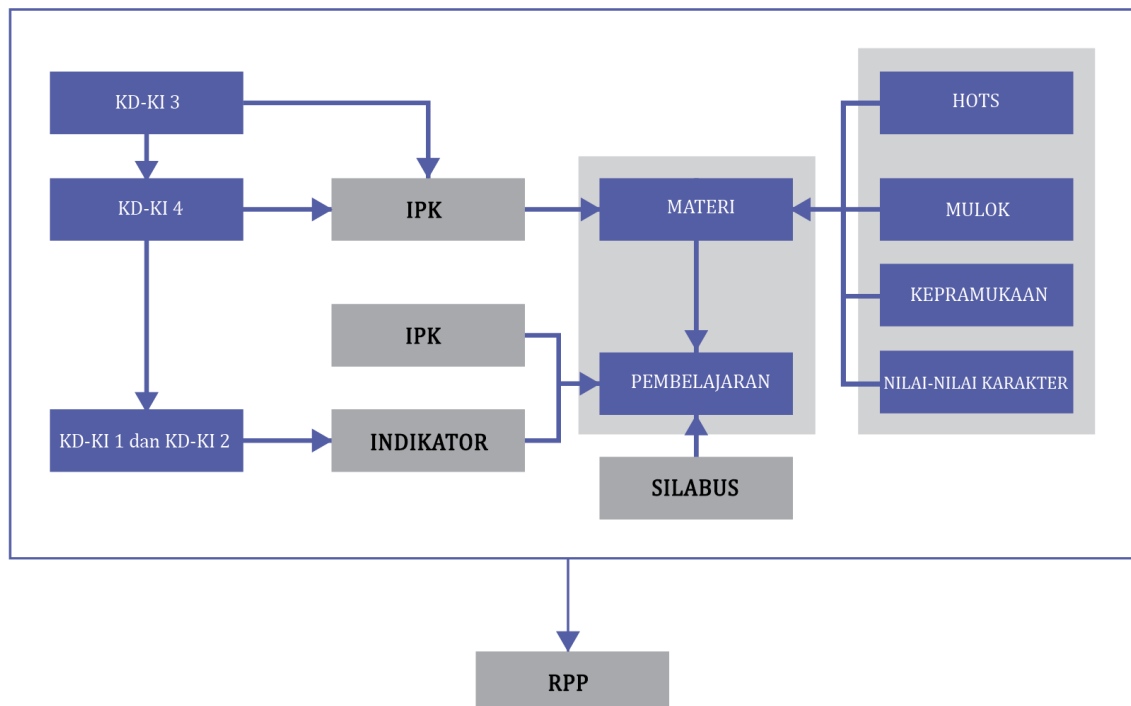 KD-KI 3
HOTS
KD-KI 4
IPK
MATERI
MULOK
KEPRAMUKAAN
IPK
PEMBELAJARAN
NILAI-NILAI KARAKTER
KD-KI 1 dan KD-KI 2
INDIKATOR
SILABUS
RPP